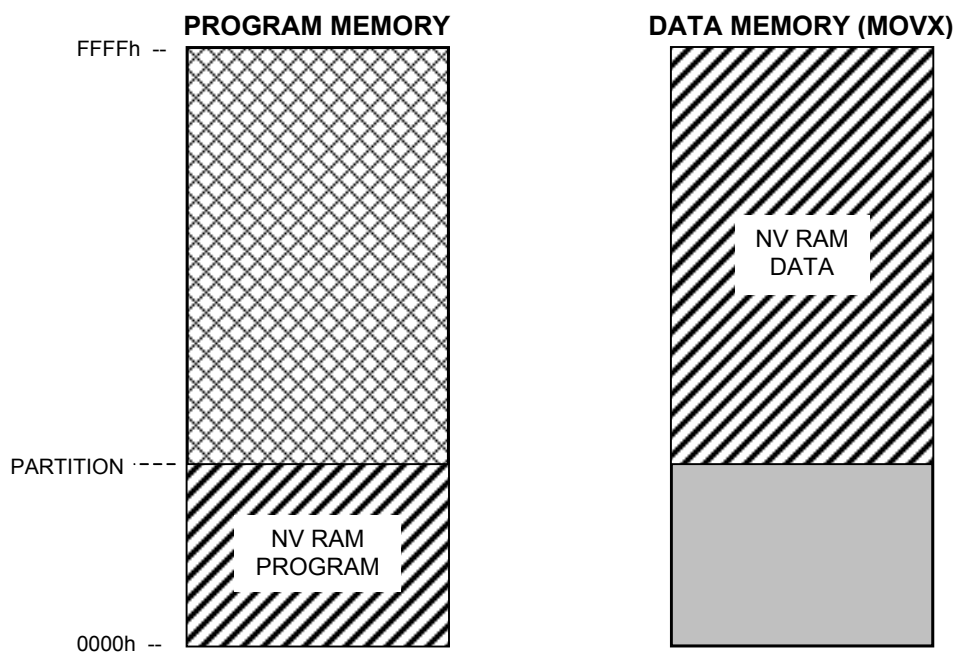 PROGRAM MEMORY
DATA MEMORY (MOVX)
FFFFh --
NV RAM
DATA
PARTITION ----
NV RAM
PROGRAM
0000h --